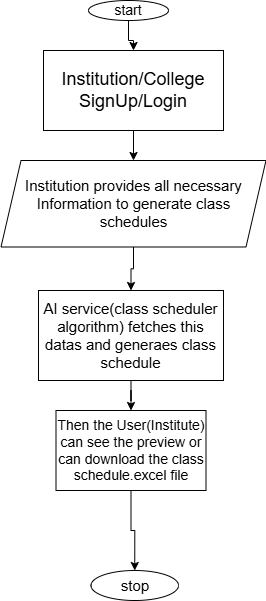 start
Institution/College
SignUp/Login
Institution provides all necessary
Information to generate class
schedules
AI service(class scheduler
algorithm) fetches this
datas and generaes class
schedule
Then the User(Institute)
can see the preview or
can download the class
schedule.excel file
stop